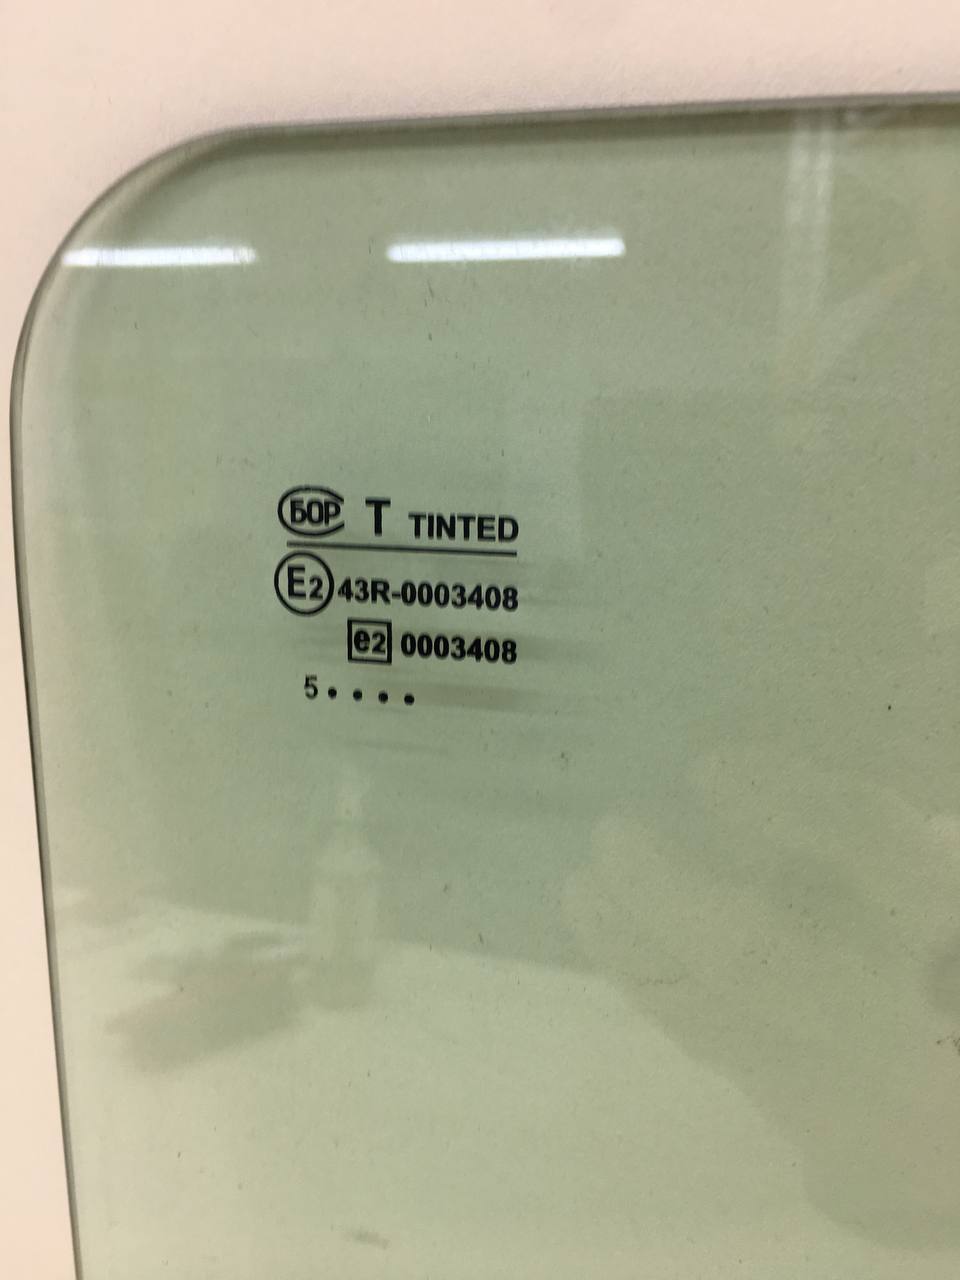 БОР T TINTED
E2 43R-0003408
e2 0003408
5 • • • •